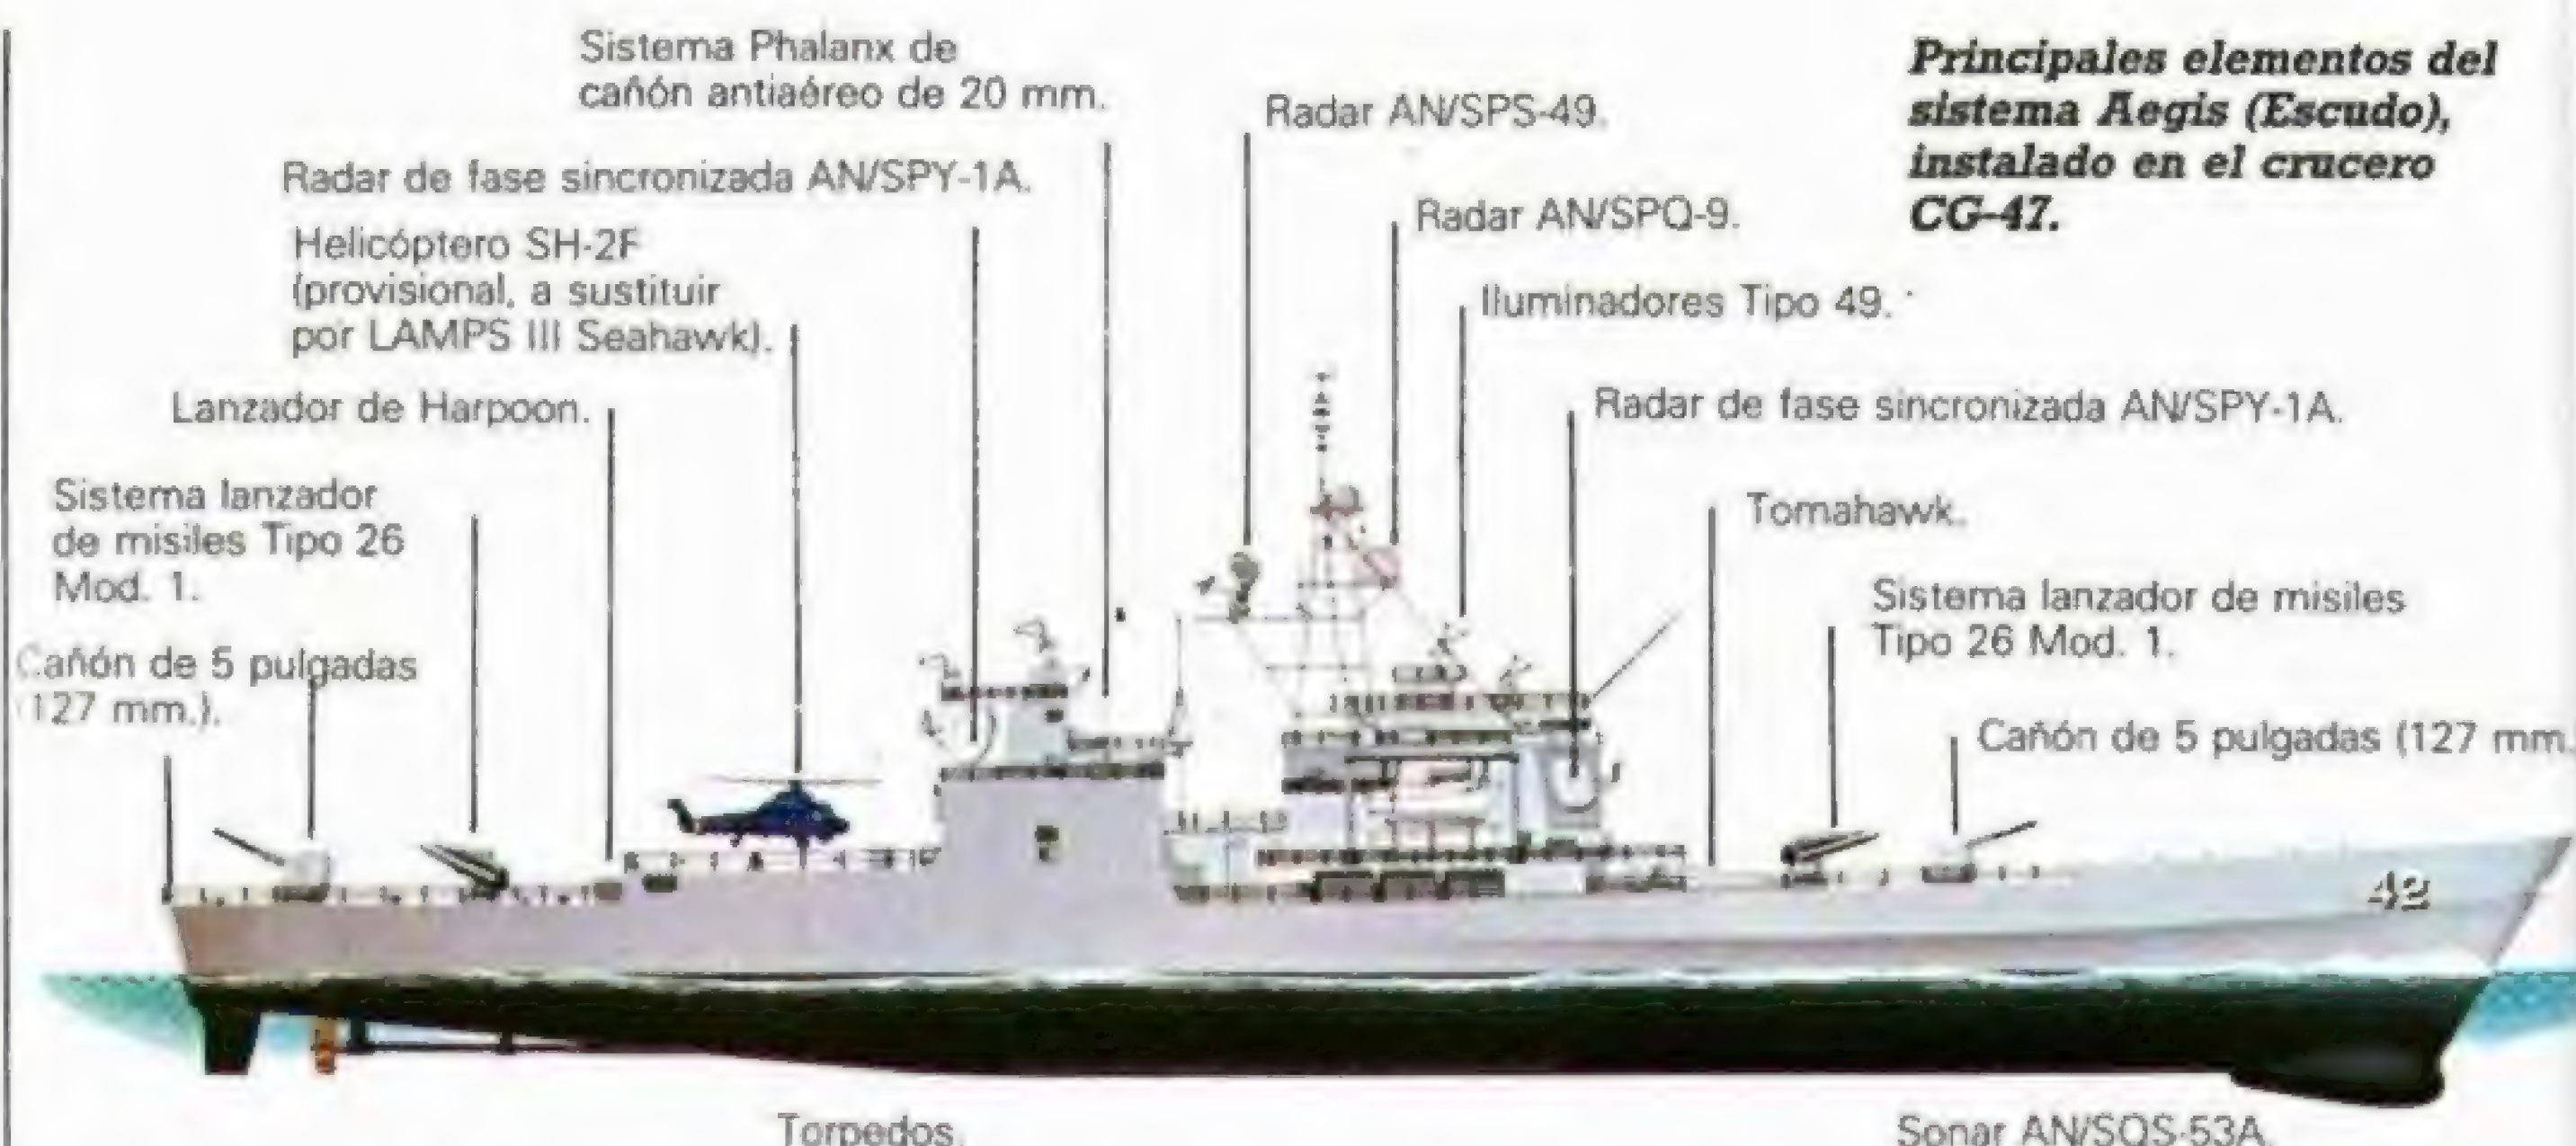 Sistema Phalanx de
cañón antiaéreo de 20 mm.
Radar AN/SPS-49.
Principales elementos del
sistema Aegis (Escudo),
instalado en el crucero
CG-47.
Radar de fase sincronizada AN/SPY-1A.
Radar AN/SPQ-9.
Helicóptero SH-2F
(provisional, a sustituir
por LAMPS III Seahawk).
Iluminadores Tipo 49.
Lanzador de Harpoon.
Radar de fase sincronizada AN/SPY-1A.
Sistema lanzador
de misiles Tipo 26
Mod. 1.
Tomahawk.
Sistema lanzador de misiles
Tipo 26 Mod. 1.
Cañón de 5 pulgadas
(127 mm.).
Cañón de 5 pulgadas (127 mm.
42
Torpedos.
Sonar AN/SQS-53A.